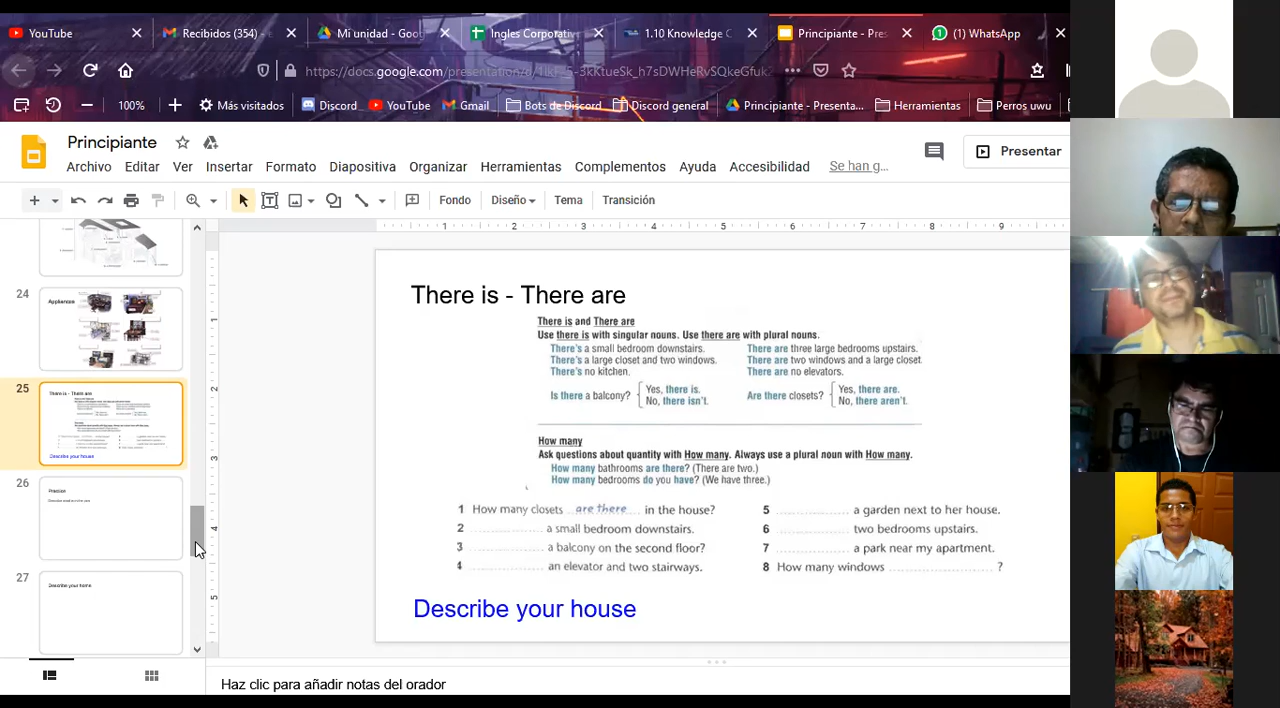 YouTube
Recibidos (354) - e
Mi unidad - Goog
Ingles Corporativ
1.10 Knowledge C
Principiante - Pres
(1) WhatsApp
100%
Más visitados
Discord
YouTube
Gmail
Bots de Discord
Discord general
Principiante - Presenta...
Herramientas
Perros uwu
Principiante
Presentar
Archivo Editar Ver Insertar Formato Diapositiva Organizar Herramientas Complementos Ayuda Accesibilidad Se han g...
Fondo Diseño Tema Transición
1 2 3 4 5 6 7 8 9
24
Appliances
25
There is - There are
Describe your house
26
Practice
27
Describe your home
There is - There are
There is and There are
Use there is with singular nouns. Use there are with plural nouns.
There's a small bedroom downstairs.
There are three large bedrooms upstairs.
There's a large closet and two windows.
There are two windows and a large closet
There's no kitchen.
There are no elevators.
Is there a balcony?
Yes, there is.
No, there isn't.
Are there closets?
Yes, there are.
No, there aren't.
How many
Ask questions about quantity with How many. Always use a plural noun with How many.
How many bathrooms are there? (There are two.)
How many bedrooms do you have? (We have three.)
1 How many closets are there in the house?
2 ............ a small bedroom downstairs.
3 ............ a balcony on the second floor?
4 ............ an elevator and two stairways.
5 ............ a garden next to her house.
6 ............ two bedrooms upstairs.
7 ............ a park near my apartment.
8 How many windows ............ ?
Describe your house
Haz clic para añadir notas del orador